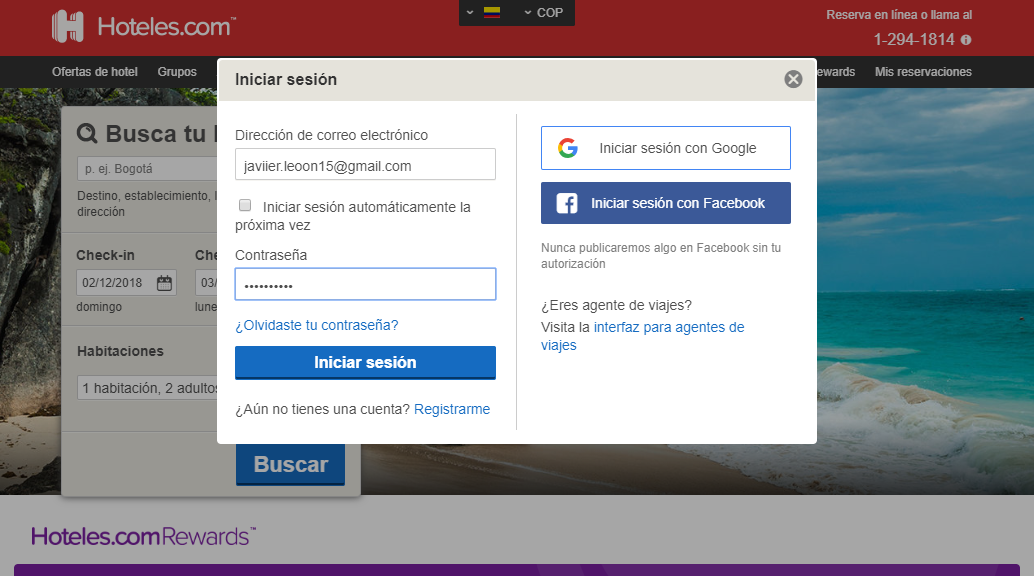 Hoteles.com™
COP
Reserva en línea o llama al
1-294-1814
Ofertas de hotel
Grupos
ewards
Mis reservaciones
Busca tu
p. ej. Bogotá
Destino, establecimiento,
dirección
Check-in
Che
02/12/2018
03/
domingo
lune
Habitaciones
1 habitación, 2 adultos
Buscar
Iniciar sesión
Dirección de correo electrónico
javiier.leoon15@gmail.com
Iniciar sesión automáticamente la
próxima vez
Contraseña
••••••••••
¿Olvidaste tu contraseña?
Iniciar sesión
¿Aún no tienes una cuenta? Registrarme
Iniciar sesión con Google
Iniciar sesión con Facebook
Nunca publicaremos algo en Facebook sin tu
autorización
¿Eres agente de viajes?
Visita la interfaz para agentes de
viajes
Hoteles.comRewards™